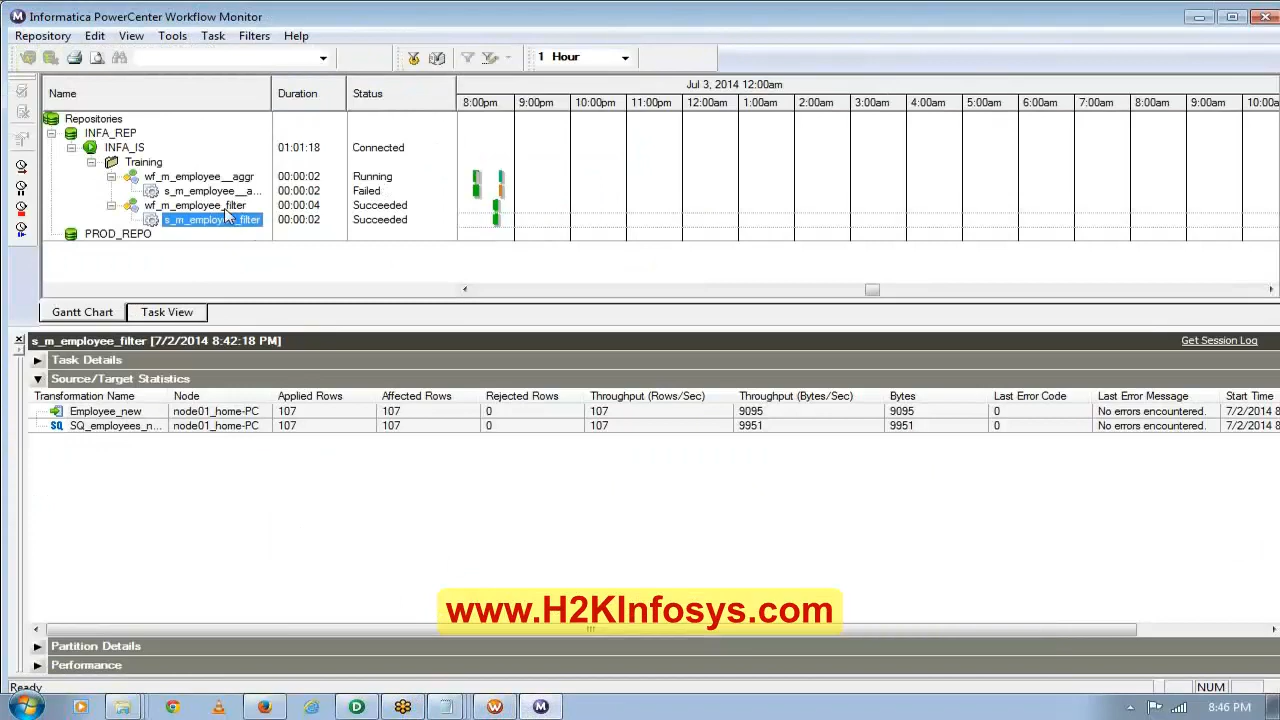 Informatica PowerCenter Workflow Monitor
Repository Edit View Tools Task Filters Help
1 Hour
Name Duration Status Jul 3, 2014 12:00am
8:00pm 9:00pm 10:00pm 11:00pm 12:00am 1:00am 2:00am 3:00am 4:00am 5:00am 6:00am 7:00am 8:00am 9:00am 10:00a
Repositories
INFA_REP
INFA_IS 01:01:18 Connected
Training
wf_m_employee__aggr 00:00:02 Running
s_m_employee__a... 00:00:02 Failed
wf_m_employee_filter 00:00:04 Succeeded
s_m_employee_filter 00:00:02 Succeeded
PROD_REPO
Gantt Chart Task View
s_m_employee_filter [7/2/2014 8:42:18 PM] Get Session Log
Task Details
Source/Target Statistics
Transformation Name Node Applied Rows Affected Rows Rejected Rows Throughput (Rows/Sec) Throughput (Bytes/Sec) Bytes Last Error Code Last Error Message Start Time
Employee_new node01_home-PC 107 107 0 107 9095 9095 0 No errors encountered. 7/2/2014 8
SQ_employees_n... node01_home-PC 107 107 0 107 9951 9951 0 No errors encountered. 7/2/2014 8
www.H2KInfosys.com
Partition Details
Performance
Ready NUM
8:46 PM